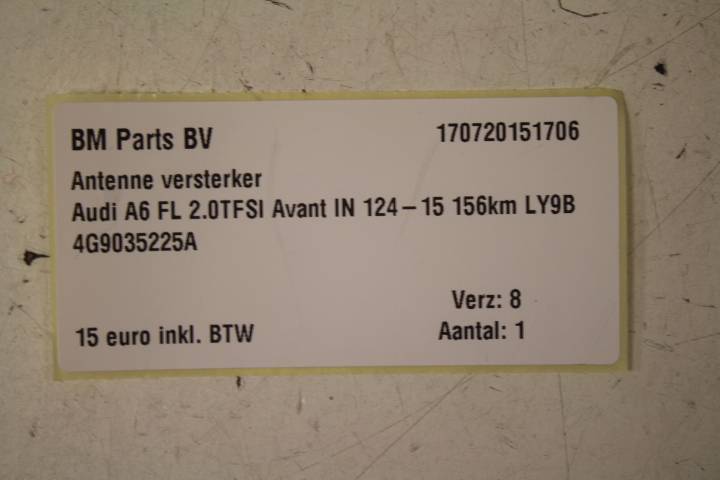 BM Parts BV 170720151706
Antenne versterker
Audi A6 FL 2.0TFSI Avant IN 124-15 156km LY9B
4G9035225A
Verz: 8
15 euro inkl. BTW Aantal: 1